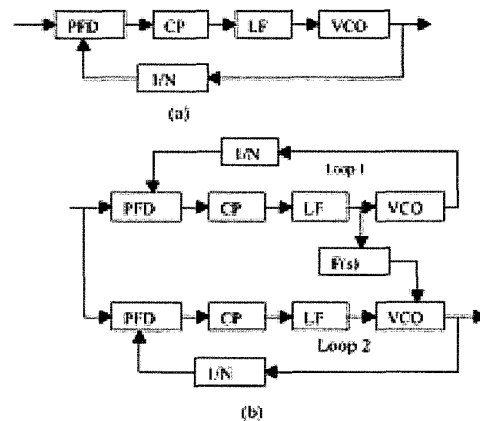 PFD CP LF VCO
1/N
(a)
1/N
Loop 1
PFD CP LF VCO
F(s)
PFD CP LF VCO
Loop 2
1/N
(b)